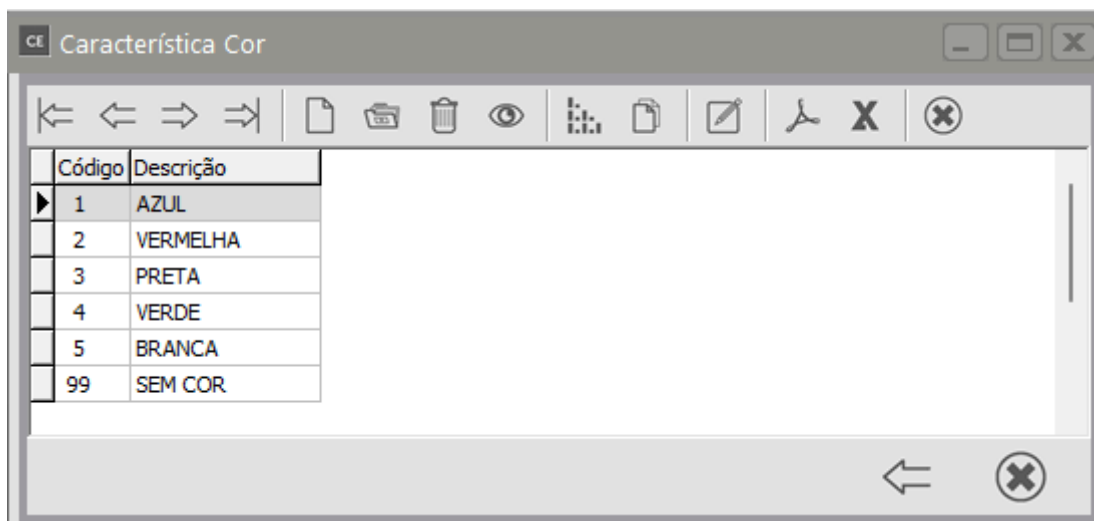 CE Característica Cor
Código Descrição
1 AZUL
2 VERMELHA
3 PRETA
4 VERDE
5 BRANCA
99 SEM COR